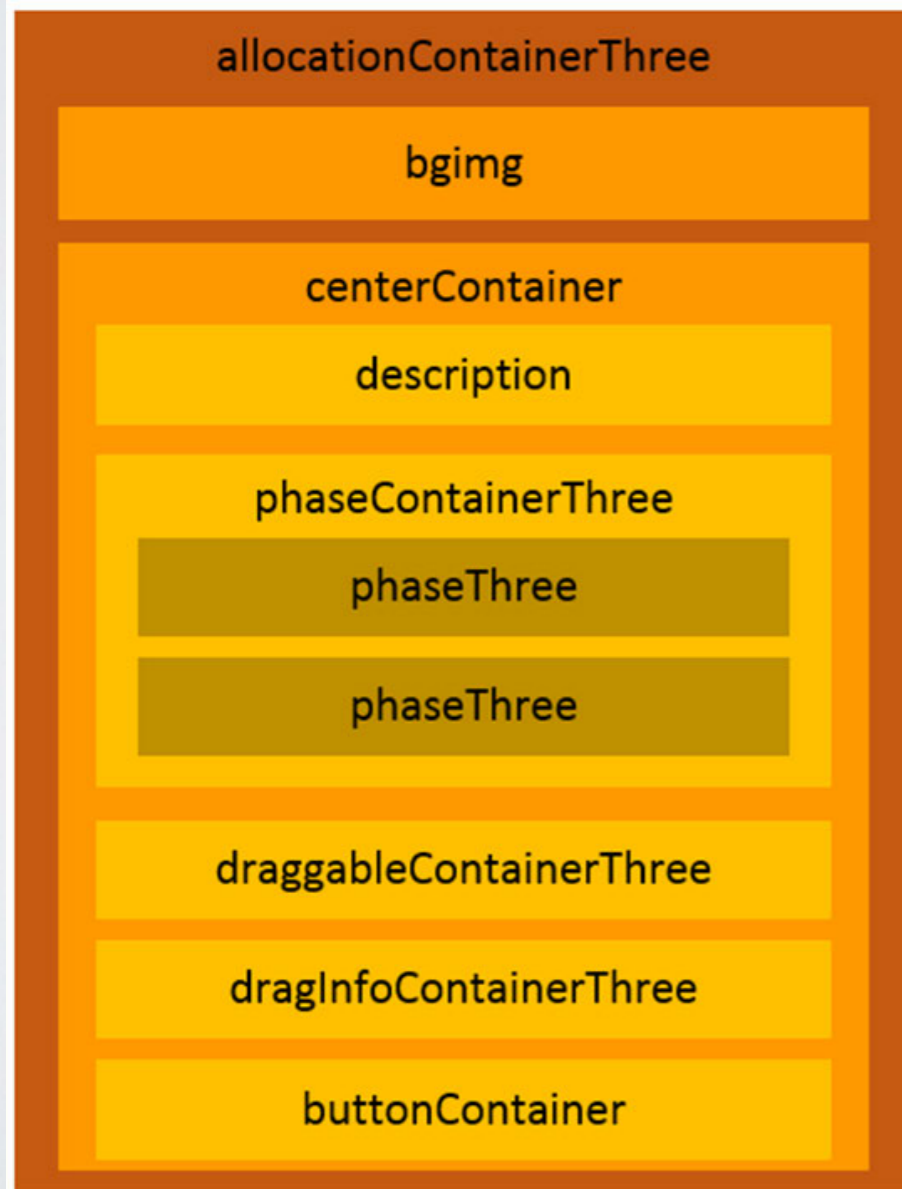 allocationContainerThree
bgimg
centerContainer
description
phaseContainerThree
phaseThree
phaseThree
draggableContainerThree
dragInfoContainerThree
buttonContainer